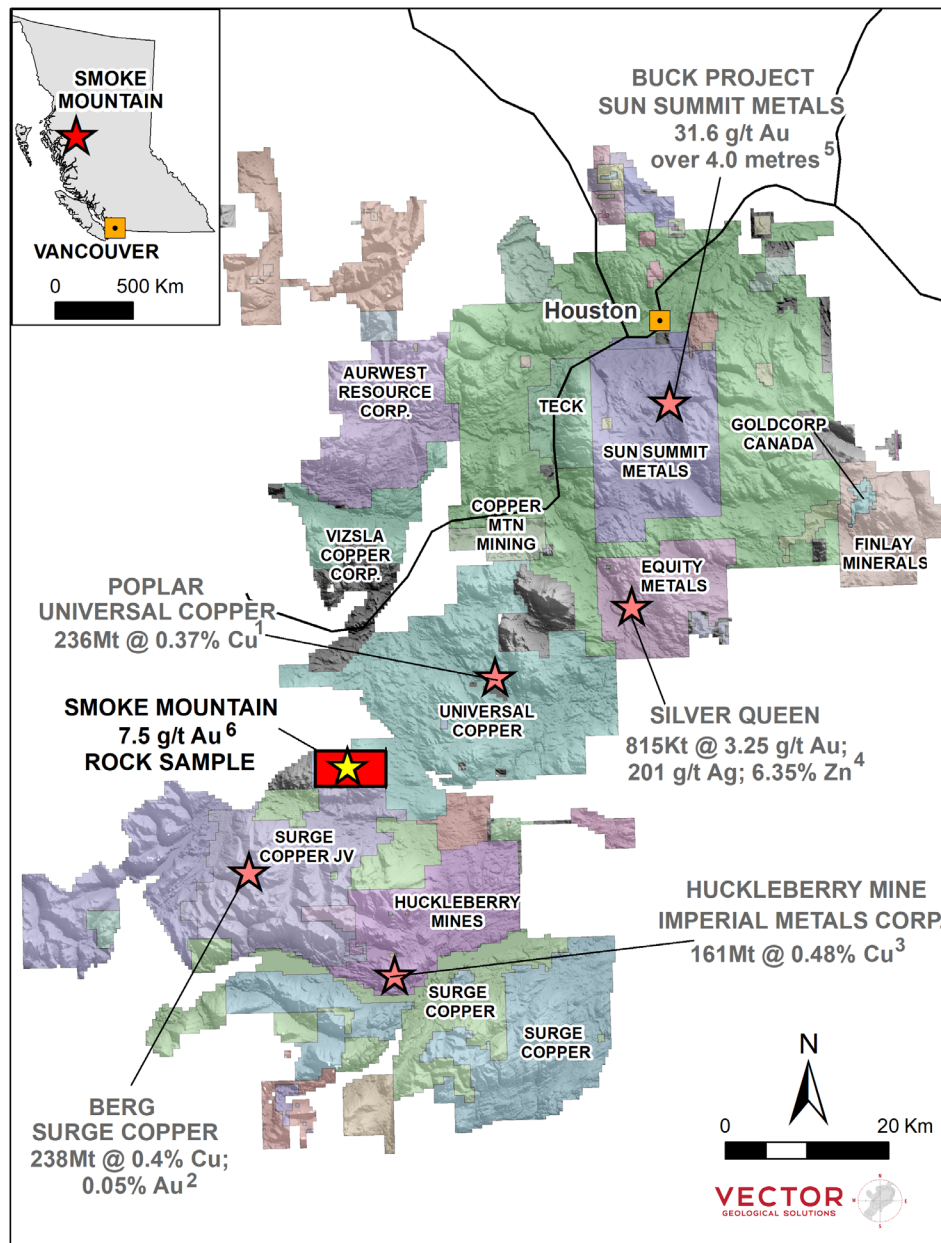 SMOKE
MOUNTAIN
VANCOUVER
0 500 Km
BUCK PROJECT
SUN SUMMIT METALS
31.6 g/t Au
over 4.0 metres 5
Houston
AURWEST
RESOURCE
CORP.
TECK
SUN SUMMIT
METALS
GOLDCORP
CANADA
COPPER
MTN
MINING
VIZSLA
COPPER
CORP.
EQUITY
METALS
FINLAY
MINERALS
POPLAR
UNIVERSAL COPPER
236Mt @ 0.37% Cu 1
UNIVERSAL
COPPER
SMOKE MOUNTAIN
7.5 g/t Au 6
ROCK SAMPLE
SILVER QUEEN
815Kt @ 3.25 g/t Au;
201 g/t Ag; 6.35% Zn 4
SURGE
COPPER JV
HUCKLEBERRY
MINES
HUCKLEBERRY MINE
IMPERIAL METALS CORP.
161Mt @ 0.48% Cu 3
SURGE
COPPER
SURGE
COPPER
BERG
SURGE COPPER
238Mt @ 0.4% Cu;
0.05% Au 2
N
0 20 Km
VECTOR
GEOLOGICAL SOLUTIONS
N
W E
S